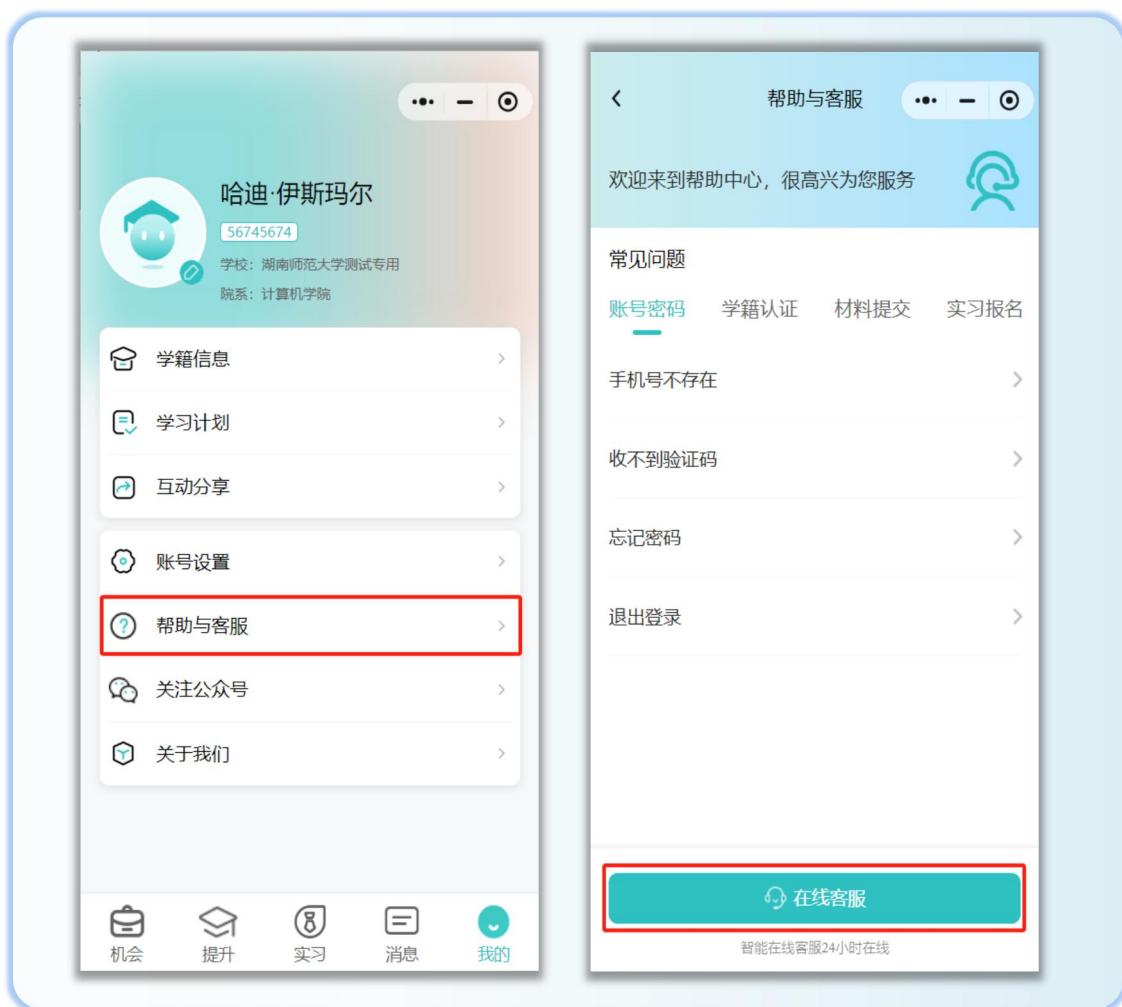 哈迪·伊斯玛尔
56745674
学校：湖南师范大学测试专用
院系：计算机学院
学籍信息
学习计划
互动分享
账号设置
帮助与客服
关注公众号
关于我们
机会 提升 实习 消息 我的
帮助与客服
欢迎来到帮助中心，很高兴为您服务
常见问题
账号密码 学籍认证 材料提交 实习报名
手机号不存在
收不到验证码
忘记密码
退出登录
在线客服
智能在线客服24小时在线